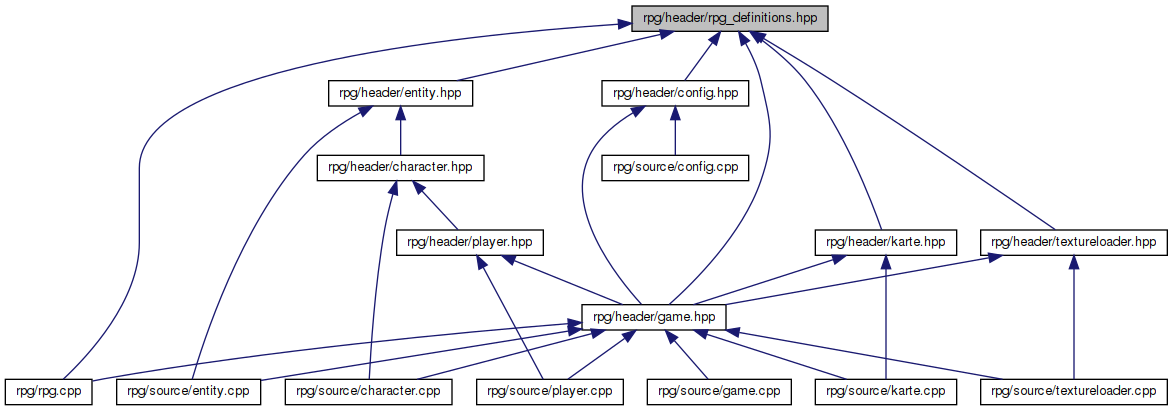 rpg/header/rpg_definitions.hpp
rpg/header/entity.hpp
rpg/header/config.hpp
rpg/header/character.hpp
rpg/source/config.cpp
rpg/header/player.hpp
rpg/header/karte.hpp
rpg/header/textureloader.hpp
rpg/header/game.hpp
rpg/rpg.cpp
rpg/source/entity.cpp
rpg/source/character.cpp
rpg/source/player.cpp
rpg/source/game.cpp
rpg/source/karte.cpp
rpg/source/textureloader.cpp